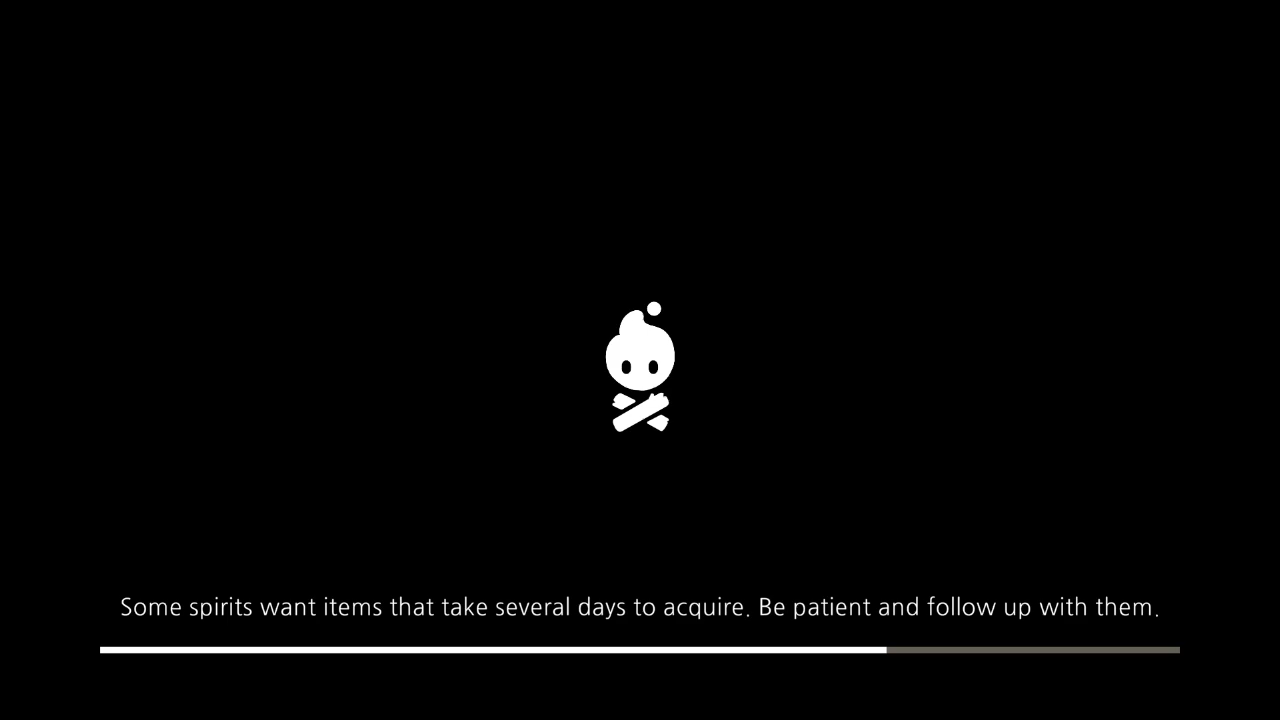 Some spirits want items that take several days to acquire. Be patient and follow up with them.